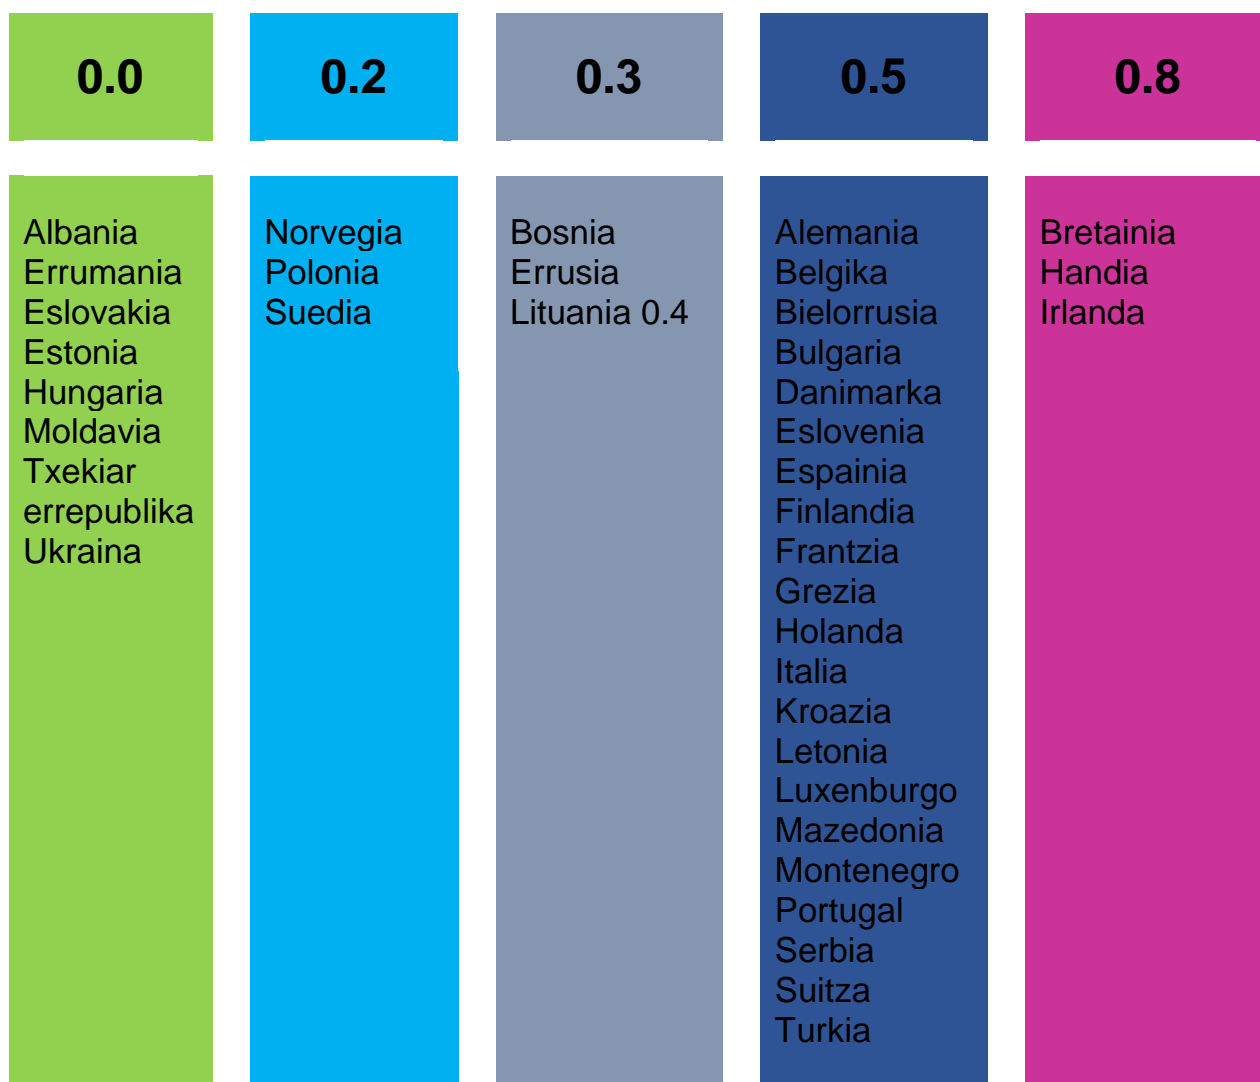 0.0
0.2
0.3
0.5
0.8
Albania
Errumania
Eslovakia
Estonia
Hungaria
Moldavia
Txekiar
errepublika
Ukraina
Norvegia
Polonia
Suedia
Bosnia
Errusia
Lituania 0.4
Alemania
Belgika
Bielorrusia
Bulgaria
Danimarka
Eslovenia
Espainia
Finlandia
Frantzia
Grezia
Holanda
Italia
Kroazia
Letonia
Luxenburgo
Mazedonia
Montenegro
Portugal
Serbia
Suitza
Turkia
Bretainia
Handia
Irlanda